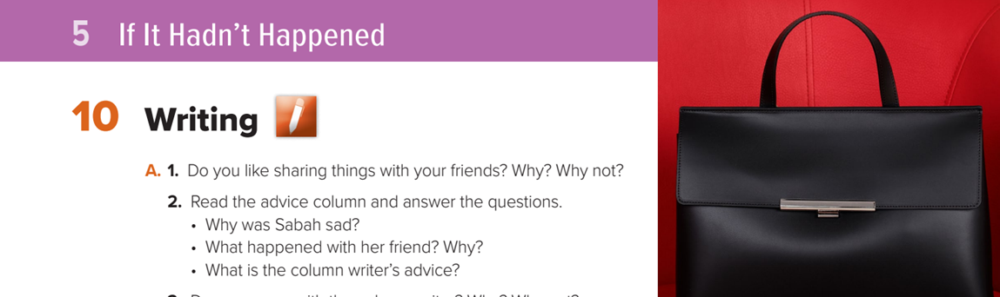 5 If It Hadn't Happened
10 Writing
A. 1. Do you like sharing things with your friends? Why? Why not?
2. Read the advice column and answer the questions.
• Why was Sabah sad?
• What happened with her friend? Why?
• What is the column writer's advice?